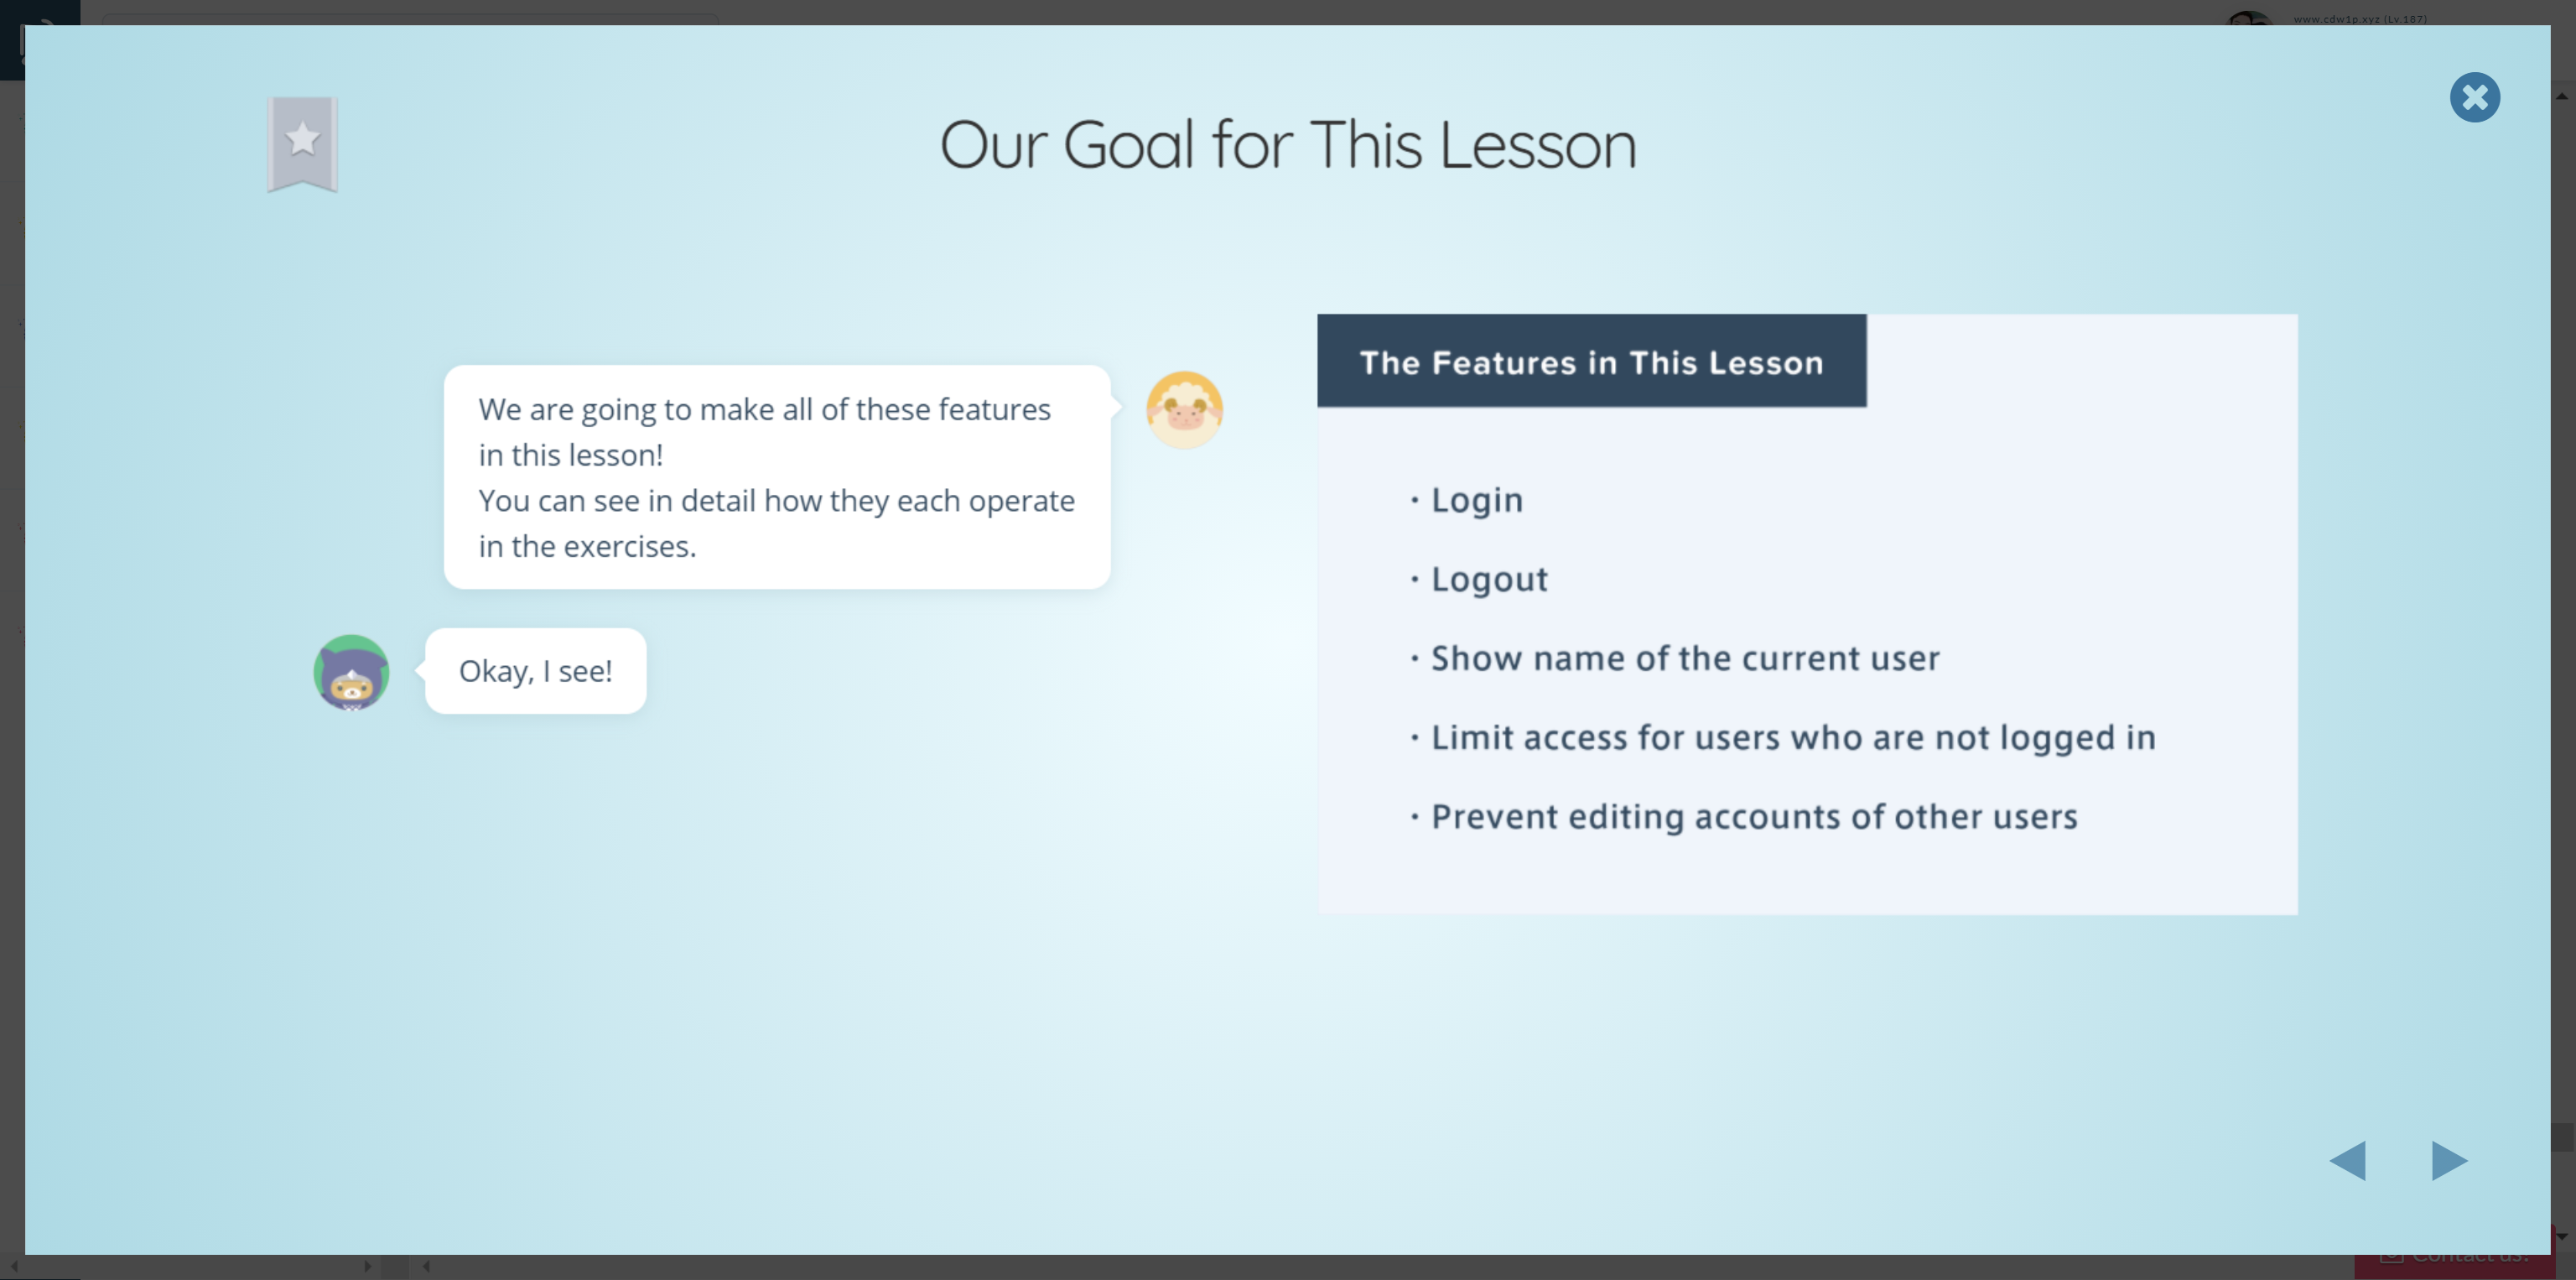 www.cdw1p.xyz (Lv.187)
Our Goal for This Lesson
We are going to make all of these features
in this lesson!
You can see in detail how they each operate
in the exercises.
Okay, I see!
The Features in This Lesson
· Login
· Logout
· Show name of the current user
· Limit access for users who are not logged in
· Prevent editing accounts of other users
Contact us!